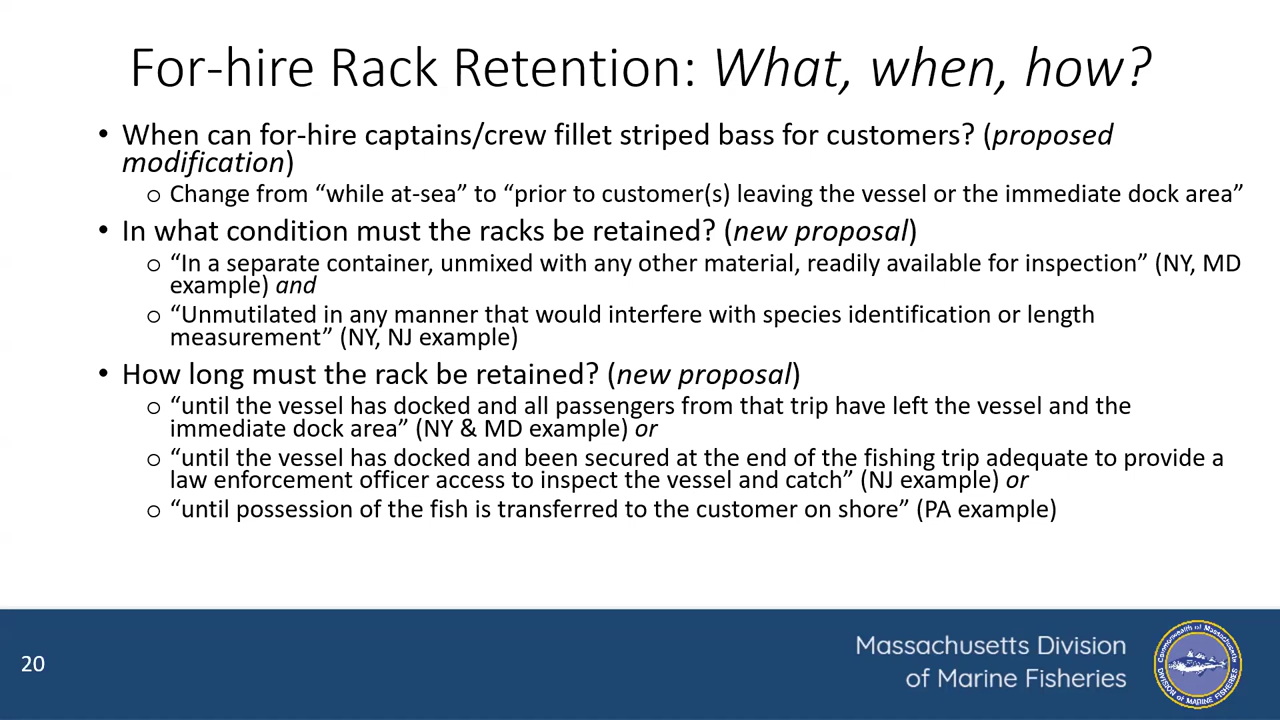 For-hire Rack Retention: What, when, how?
• When can for-hire captains/crew fillet striped bass for customers? (proposed
modification)
o Change from “while at-sea” to “prior to customer(s) leaving the vessel or the immediate dock area”
• In what condition must the racks be retained? (new proposal)
o “In a separate container, unmixed with any other material, readily available for inspection” (NY, MD
example) and
o “Unmutilated in any manner that would interfere with species identification or length
measurement” (NY, NJ example)
• How long must the rack be retained? (new proposal)
o “until the vessel has docked and all passengers from that trip have left the vessel and the
immediate dock area” (NY & MD example) or
o “until the vessel has docked and been secured at the end of the fishing trip adequate to provide a
law enforcement officer access to inspect the vessel and catch” (NJ example) or
o “until possession of the fish is transferred to the customer on shore” (PA example)
20
Massachusetts Division
of Marine Fisheries
Commonwealth of Massachusetts
DIVISION of MARINE FISHERIES